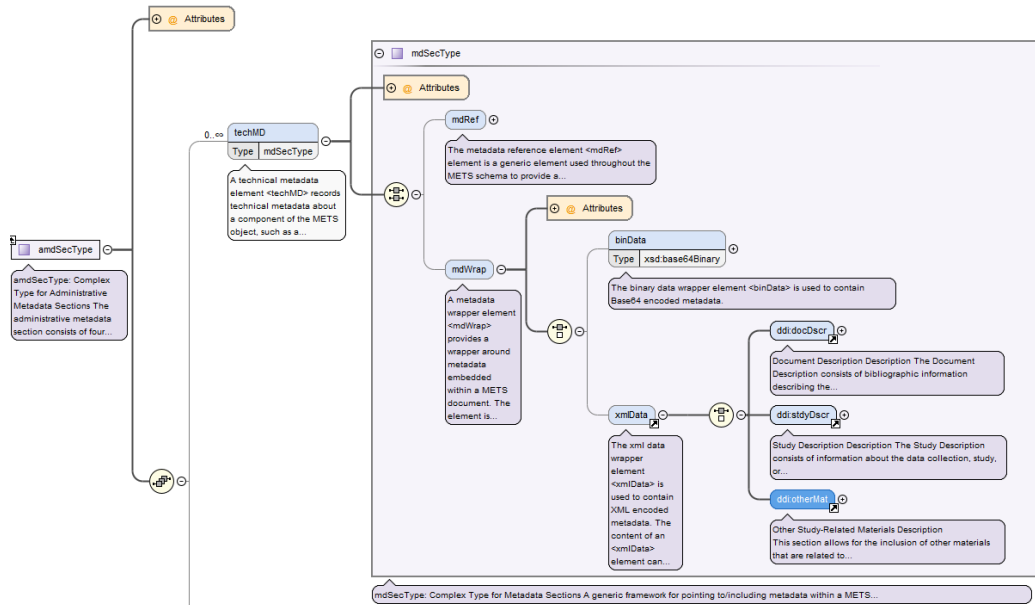 @ Attributes
mdSecType
@ Attributes
mdRef
The metadata reference element <mdRef>
element is a generic element used throughout the
METS schema to provide a...
0..∞
techMD
Type mdSecType
A technical metadata
element <techMD> records
technical metadata about
a component of the METS
object, such as a...
@ Attributes
binData
Type xsd:base64Binary
The binary data wrapper element <binData> is used to contain
Base64 encoded metadata.
amdSecType
amdSecType: Complex
Type for Administrative
Metadata Sections The
administrative metadata
section consists of four...
mdWrap
A metadata
wrapper element
<mdWrap>
provides a
wrapper around
metadata
embedded
within a METS
document. The
element is...
ddi:docDscr
Document Description Description The Document
Description consists of bibliographic information
describing the...
xmlData
The xml data
wrapper
element
<xmlData> is
used to contain
XML encoded
metadata. The
content of an
<xmlData>
element can...
ddi:stdyDscr
Study Description Description The Study Description
consists of information about the data collection, study,
or...
ddi:otherMat
Other Study-Related Materials Description
This section allows for the inclusion of other materials
that are related to...
mdSecType: Complex Type for Metadata Sections A generic framework for pointing to/including metadata within a METS...